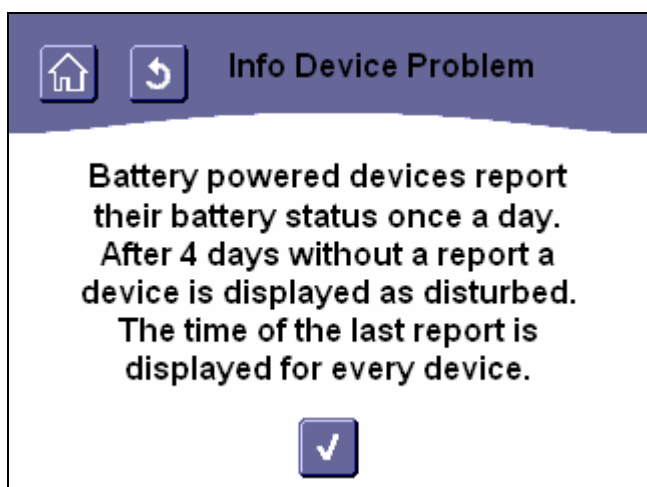 Info Device Problem
Battery powered devices report
their battery status once a day.
After 4 days without a report a
device is displayed as disturbed.
The time of the last report is
displayed for every device.